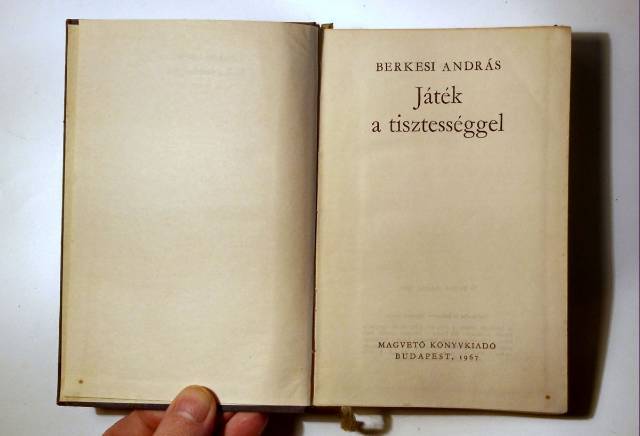 BERKESI ANDRÁS
Játék
a tisztességgel
MAGVETŐ KÖNYVKIADÓ
BUDAPEST, 1967